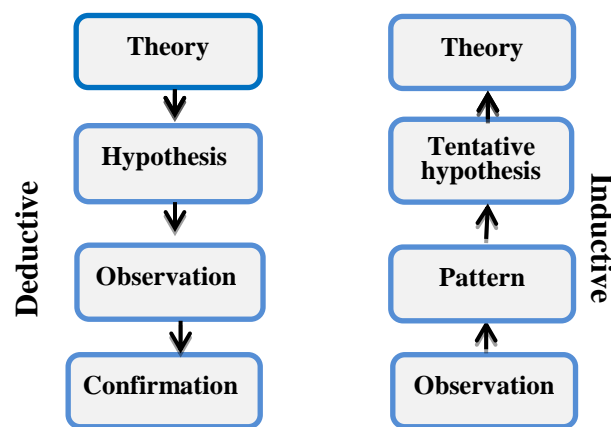 Theory
Hypothesis
Observation
Confirmation
Deductive
Theory
Tentative
hypothesis
Pattern
Observation
Inductive